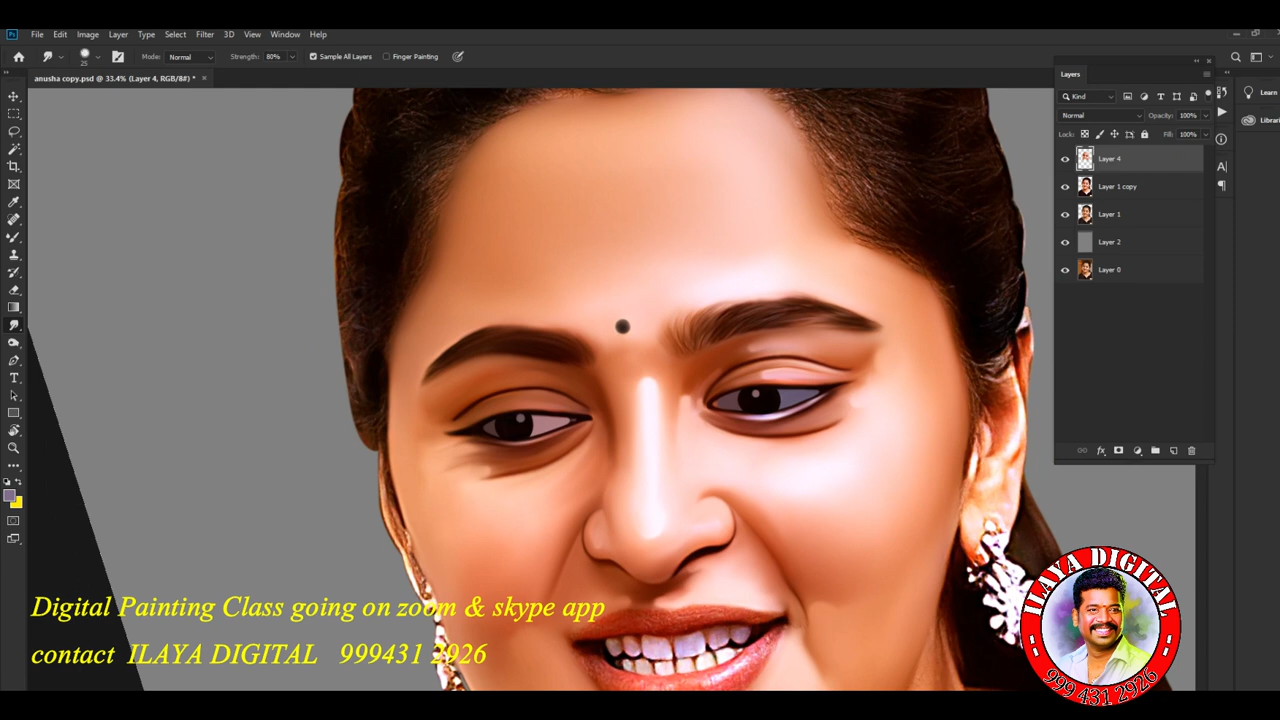 File Edit Image Layer Type Select Filter 3D View Window Help
25 Mode: Normal Strength: 80% Sample All Layers Finger Painting
anusha copy.psd @ 33.4% (Layer 4, RGB/8#) *
Layers
Kind
Normal Opacity: 100%
Lock: Fill: 100%
Layer 4
Layer 1 copy
Layer 1
Layer 2
Layer 0
Learn
Digital Painting Class going on zoom & skype app
contact ILAYA DIGITAL 999431 2926
ILAYA DIGITAL
999 431 2926